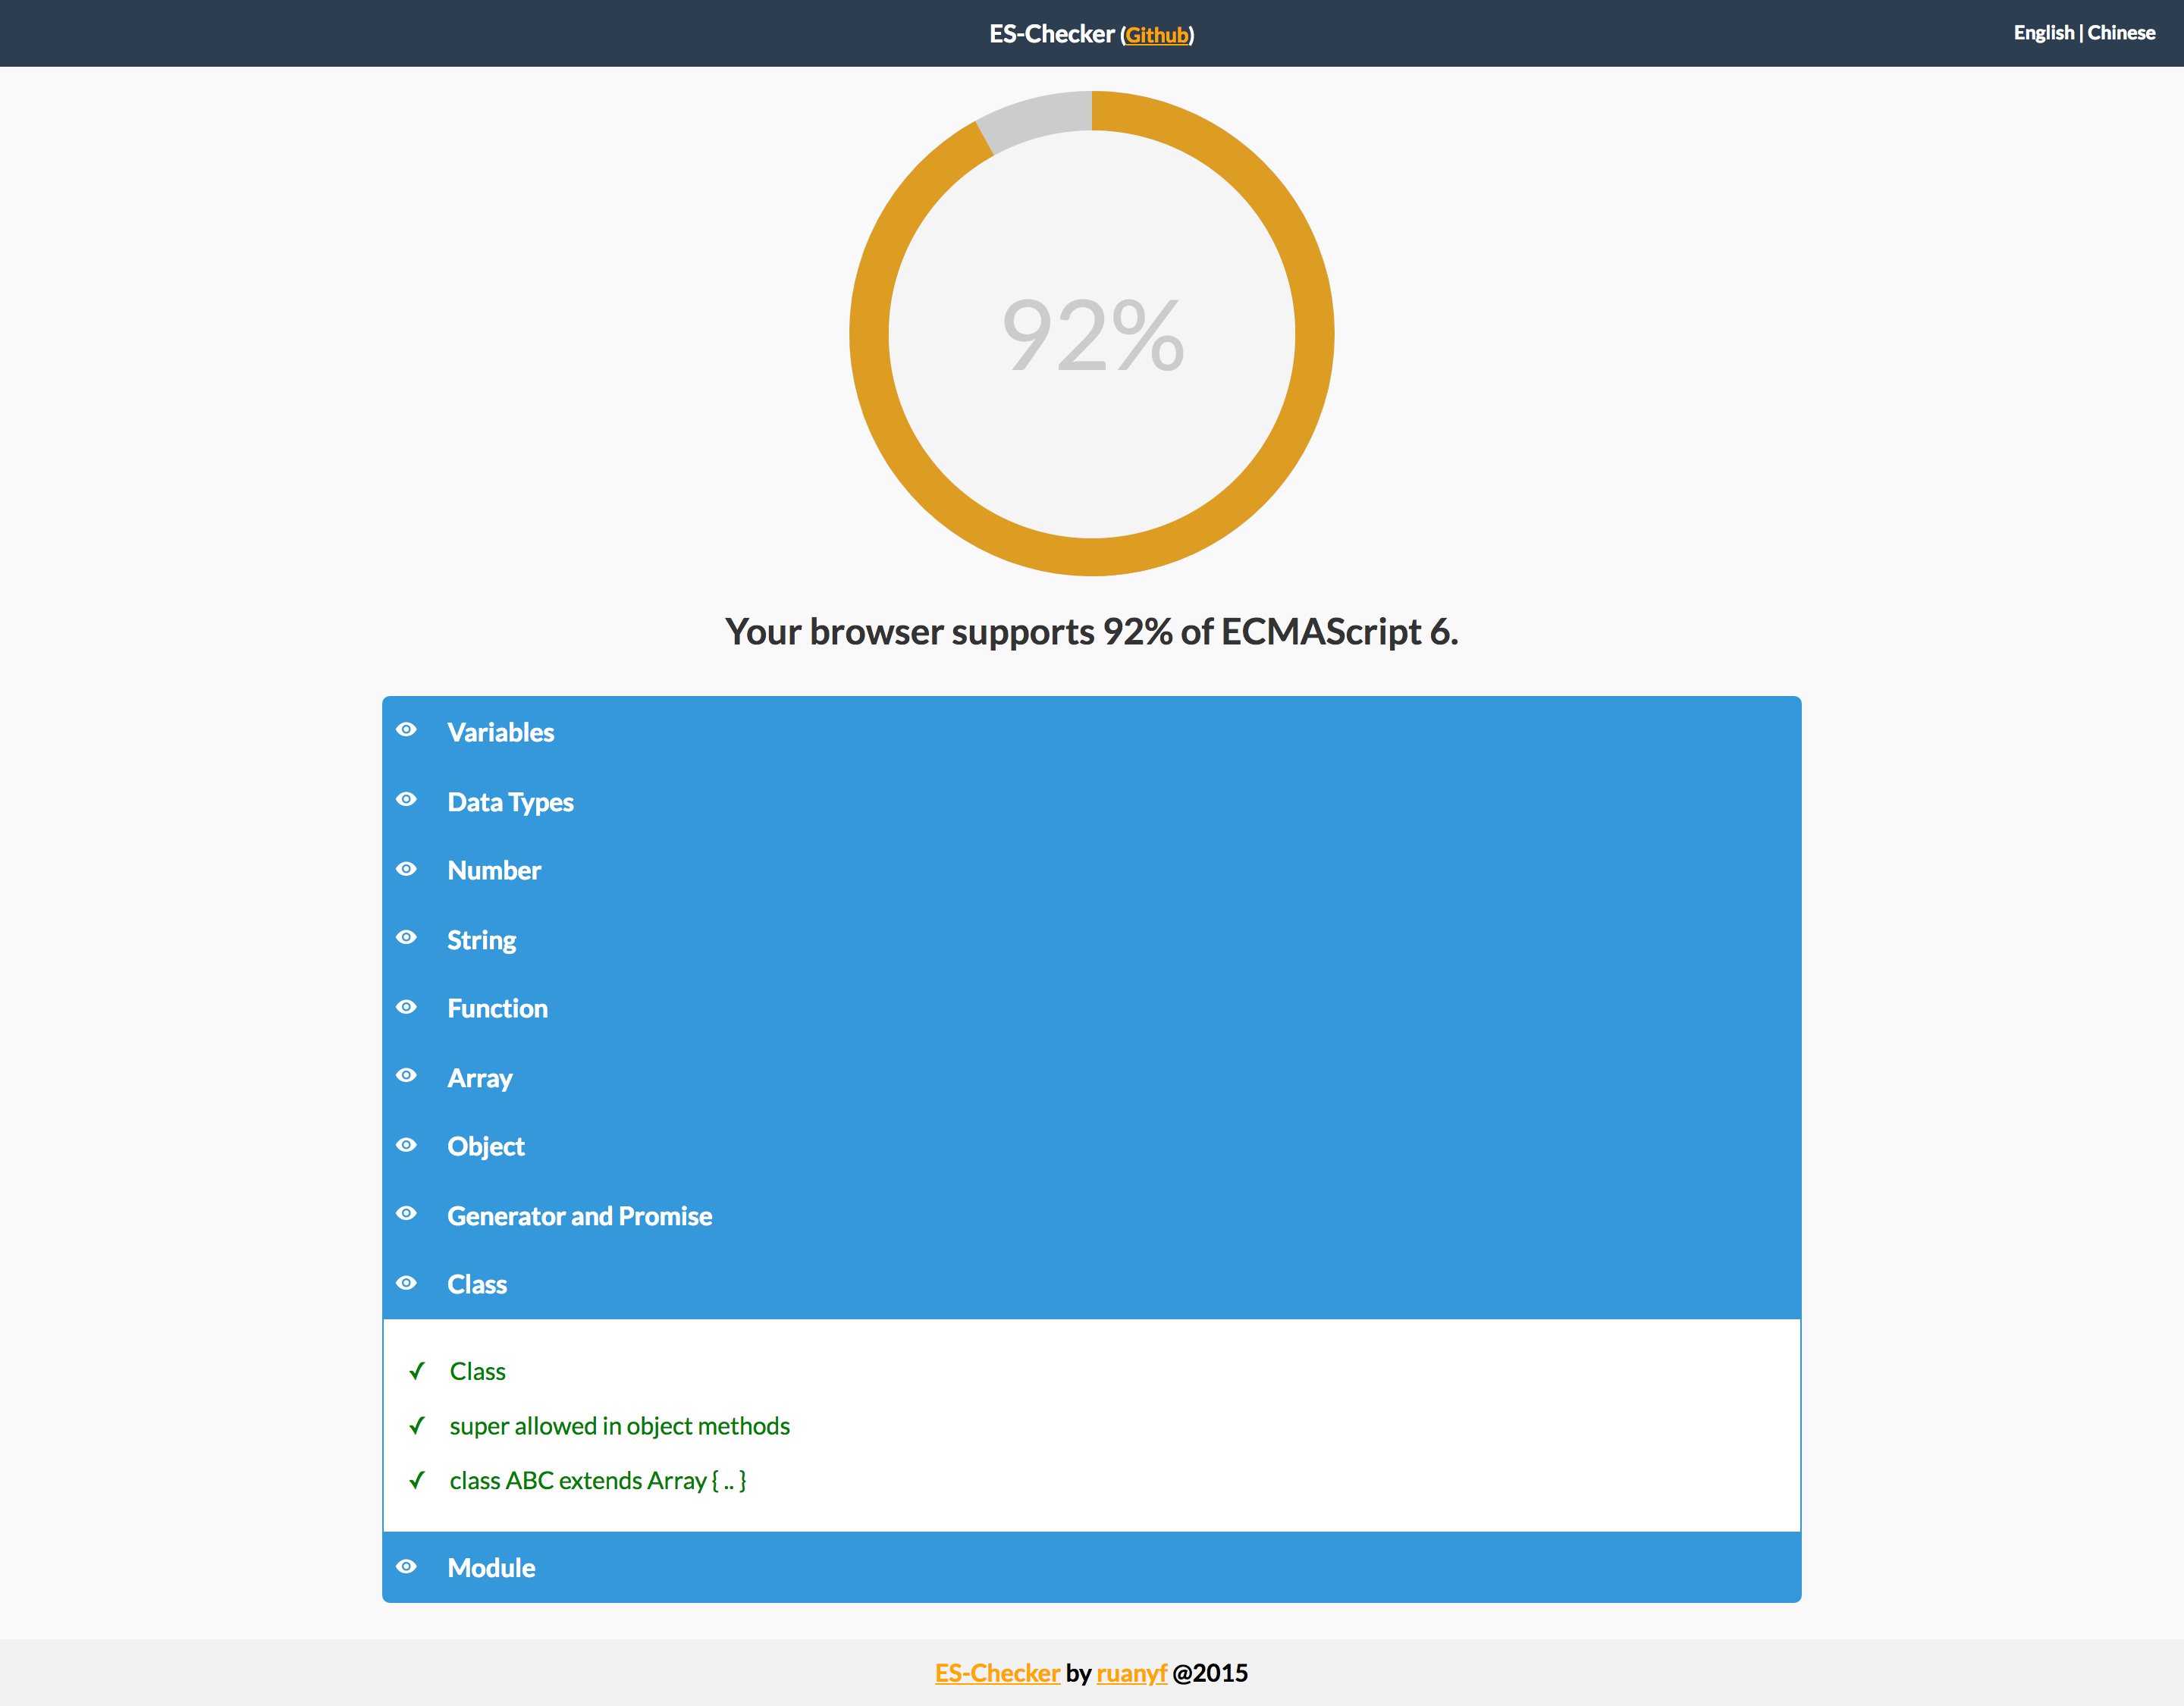 ES-Checker (Github)
English | Chinese
92%
Your browser supports 92% of ECMAScript 6.
Variables
Data Types
Number
String
Function
Array
Object
Generator and Promise
Class
✓ Class
✓ super allowed in object methods
✓ class ABC extends Array { .. }
Module
ES-Checker by ruanyf @2015